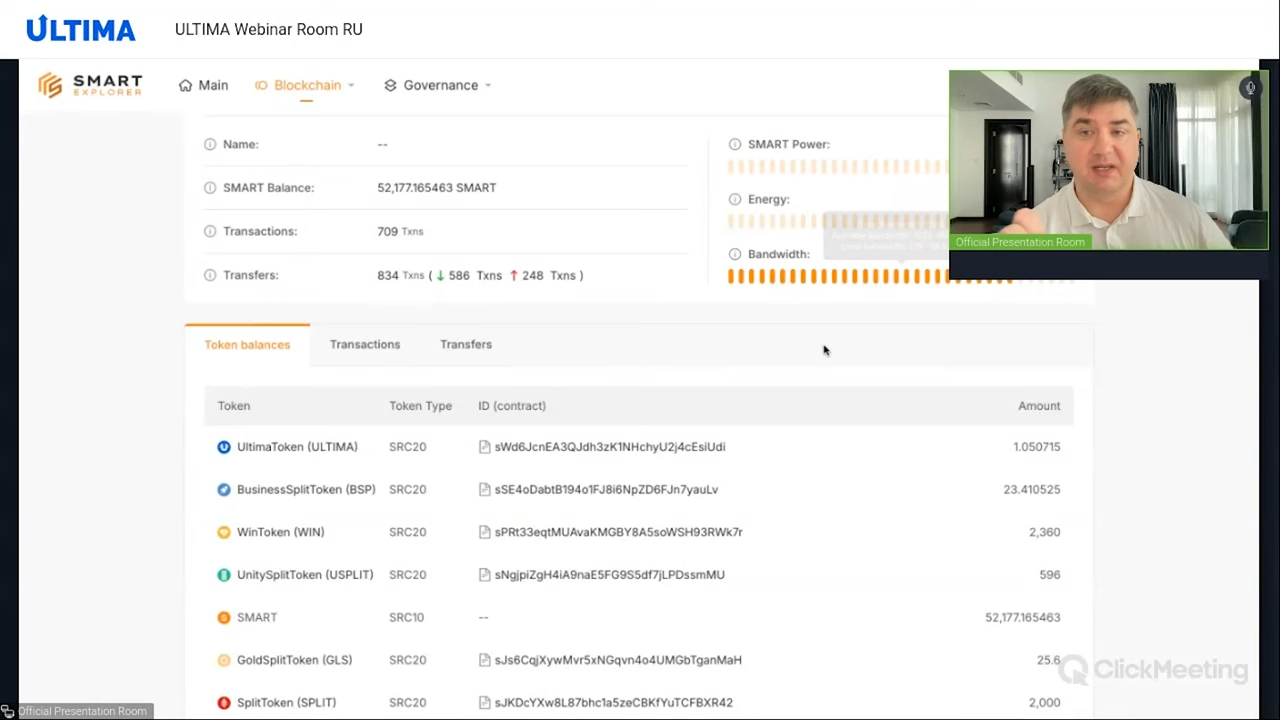 ULTIMA
ULTIMA Webinar Room RU
SMART
EXPLORER
Main
Blockchain
Governance
Name:
--
SMART Balance:
52,177.165463 SMART
Transactions:
709 Txns
Transfers:
834 Txns ( ↓ 586 Txns ↑ 248 Txns )
SMART Power:
Energy:
Bandwidth:
Official Presentation Room
Token balances
Transactions
Transfers
Token Token Type ID (contract) Amount
UltimaToken (ULTIMA) SRC20 sWd6JcnEA3QJdh3zK1NHchyU2j4cEsiUdi 1.050715
BusinessSplitToken (BSP) SRC20 sSE4oDabtB194o1FJ8i6NpZD6FJn7yauLv 23.410525
WinToken (WIN) SRC20 sPRt33eqtMUAvaKMGBY8A5soWSH93RWk7r 2,360
UnitySplitToken (USPLIT) SRC20 sNgjpiZgH4iA9naE5FG9S5df7jLPDssmMU 596
SMART SRC10 -- 52,177.165463
GoldSplitToken (GLS) SRC20 sJs6CqjXywMvr5xNGqvn4o4UMGbTganMaH 25.6
SplitToken (SPLIT) SRC20 sJKDcYXw8L87bhc1a5zeCBKfYuTCFBXR42 2,000
ClickMeeting
Official Presentation Room